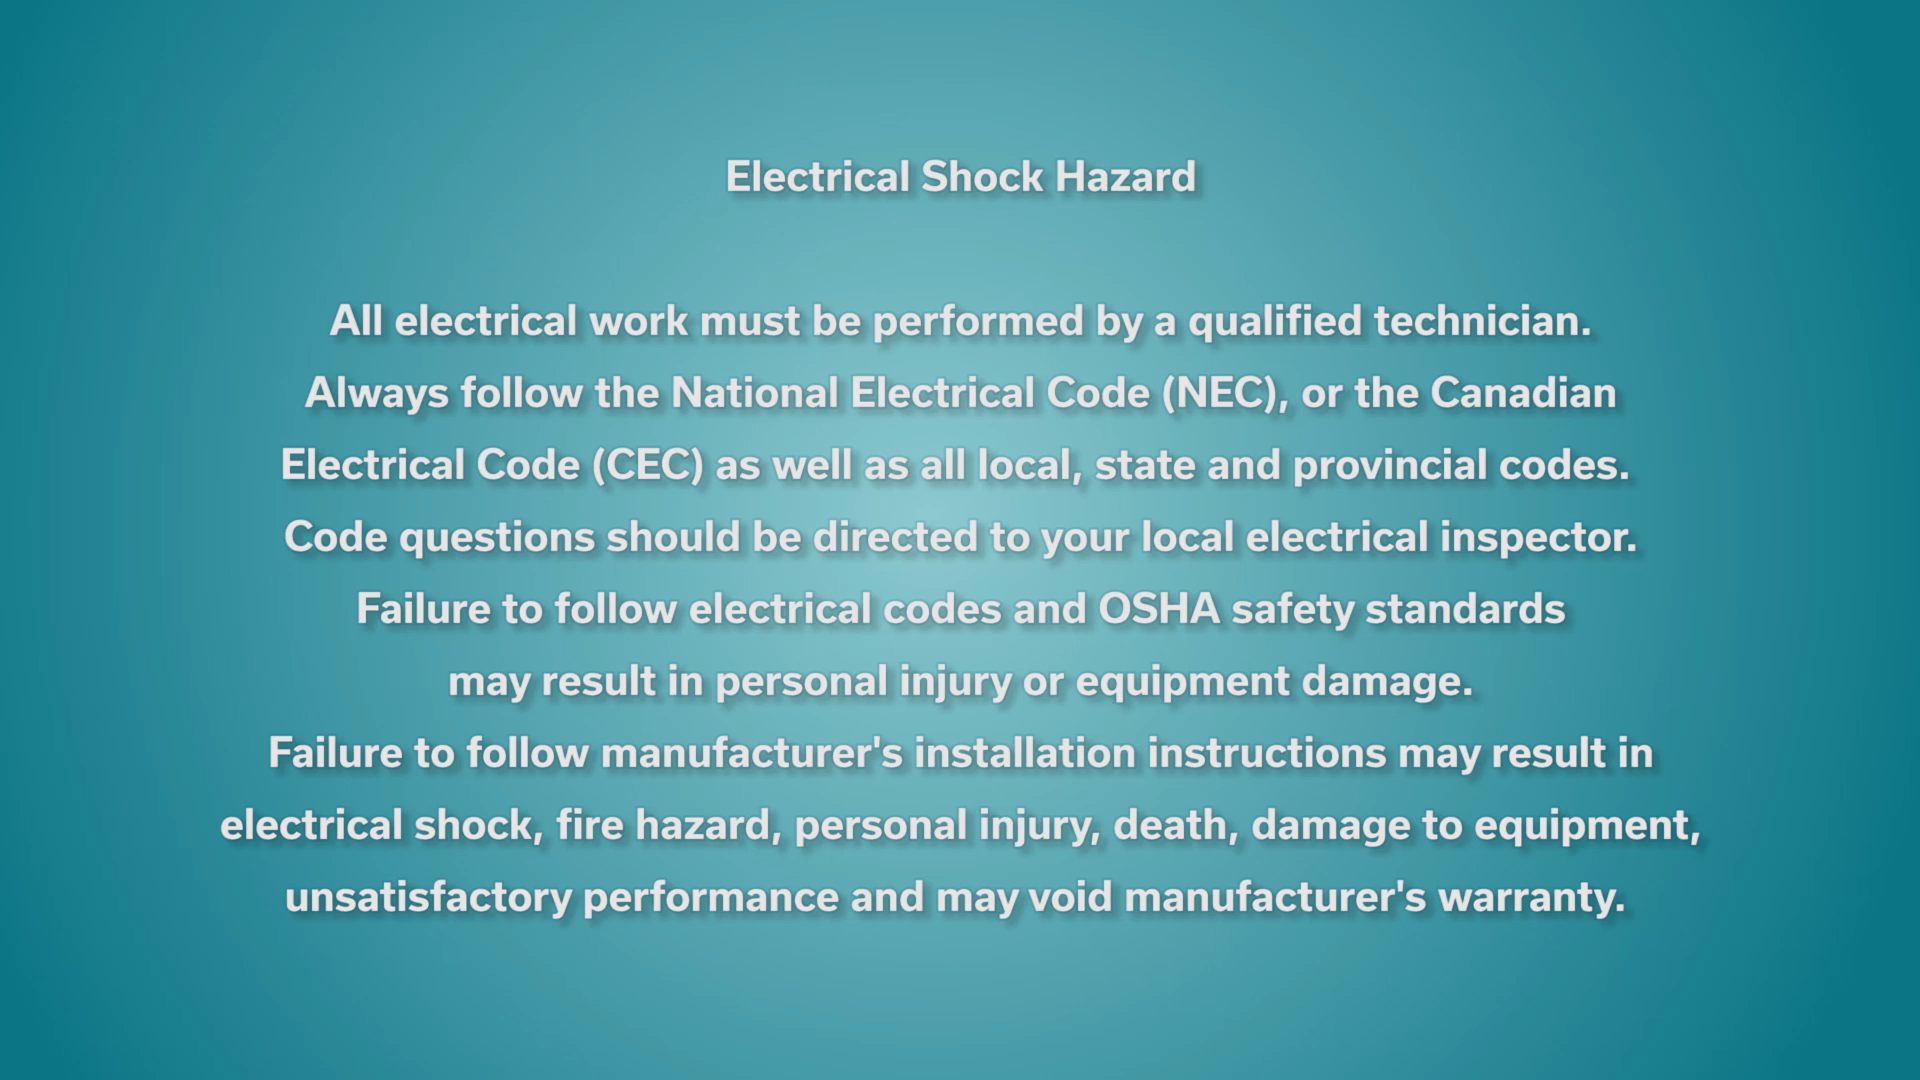 Electrical Shock Hazard
All electrical work must be performed by a qualified technician.
Always follow the National Electrical Code (NEC), or the Canadian
Electrical Code (CEC) as well as all local, state and provincial codes.
Code questions should be directed to your local electrical inspector.
Failure to follow electrical codes and OSHA safety standards
may result in personal injury or equipment damage.
Failure to follow manufacturer's installation instructions may result in
electrical shock, fire hazard, personal injury, death, damage to equipment,
unsatisfactory performance and may void manufacturer's warranty.